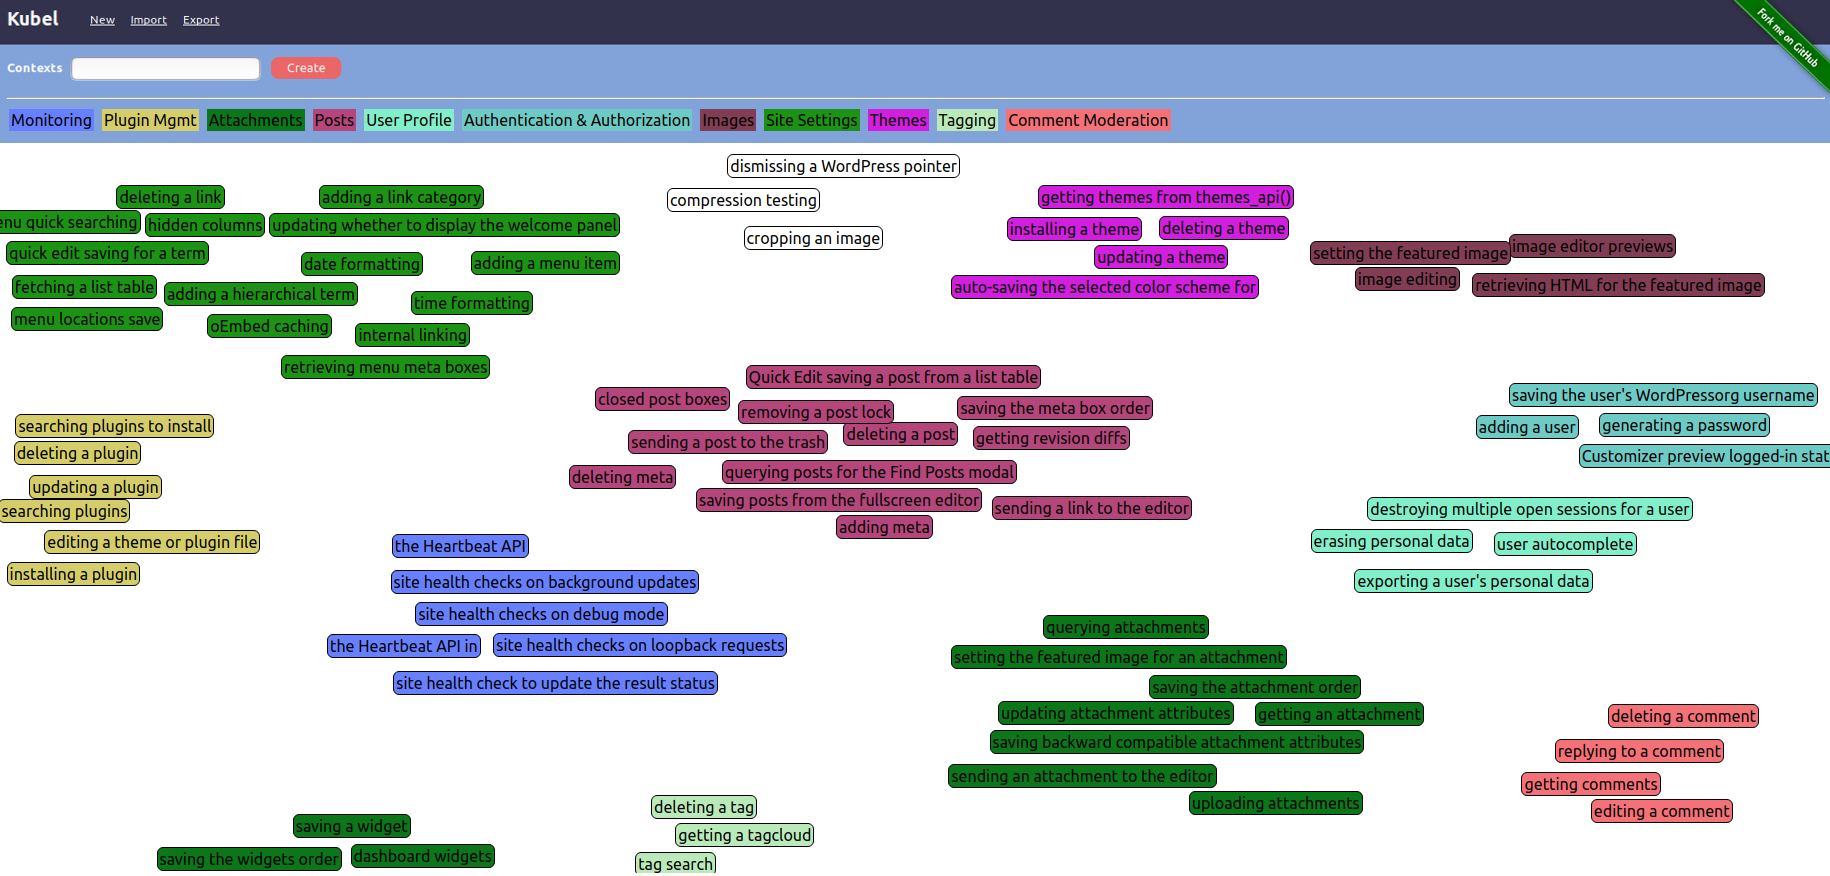 Kubel
New Import Export
Fork me on GitHub
Contexts Create
Monitoring Plugin Mgmt Attachments Posts User Profile Authentication & Authorization Images Site Settings Themes Tagging Comment Moderation
dismissing a WordPress pointer
compression testing
cropping an image
deleting a link
adding a link category
enu quick searching
hidden columns
updating whether to display the welcome panel
quick edit saving for a term
date formatting
adding a menu item
fetching a list table
adding a hierarchical term
time formatting
menu locations save
oEmbed caching
internal linking
retrieving menu meta boxes
getting themes from themes_api()
installing a theme
deleting a theme
updating a theme
auto-saving the selected color scheme for
setting the featured image
image editor previews
image editing
retrieving HTML for the featured image
Quick Edit saving a post from a list table
closed post boxes
removing a post lock
saving the meta box order
sending a post to the trash
deleting a post
getting revision diffs
deleting meta
querying posts for the Find Posts modal
saving posts from the fullscreen editor
sending a link to the editor
adding meta
saving the user's WordPressorg username
adding a user
generating a password
Customizer preview logged-in stat
searching plugins to install
deleting a plugin
updating a plugin
searching plugins
editing a theme or plugin file
installing a plugin
the Heartbeat API
site health checks on background updates
site health checks on debug mode
the Heartbeat API in
site health checks on loopback requests
site health check to update the result status
destroying multiple open sessions for a user
erasing personal data
user autocomplete
exporting a user's personal data
querying attachments
setting the featured image for an attachment
saving the attachment order
updating attachment attributes
getting an attachment
saving backward compatible attachment attributes
sending an attachment to the editor
uploading attachments
deleting a comment
replying to a comment
getting comments
editing a comment
saving a widget
saving the widgets order
dashboard widgets
deleting a tag
getting a tagcloud
tag search